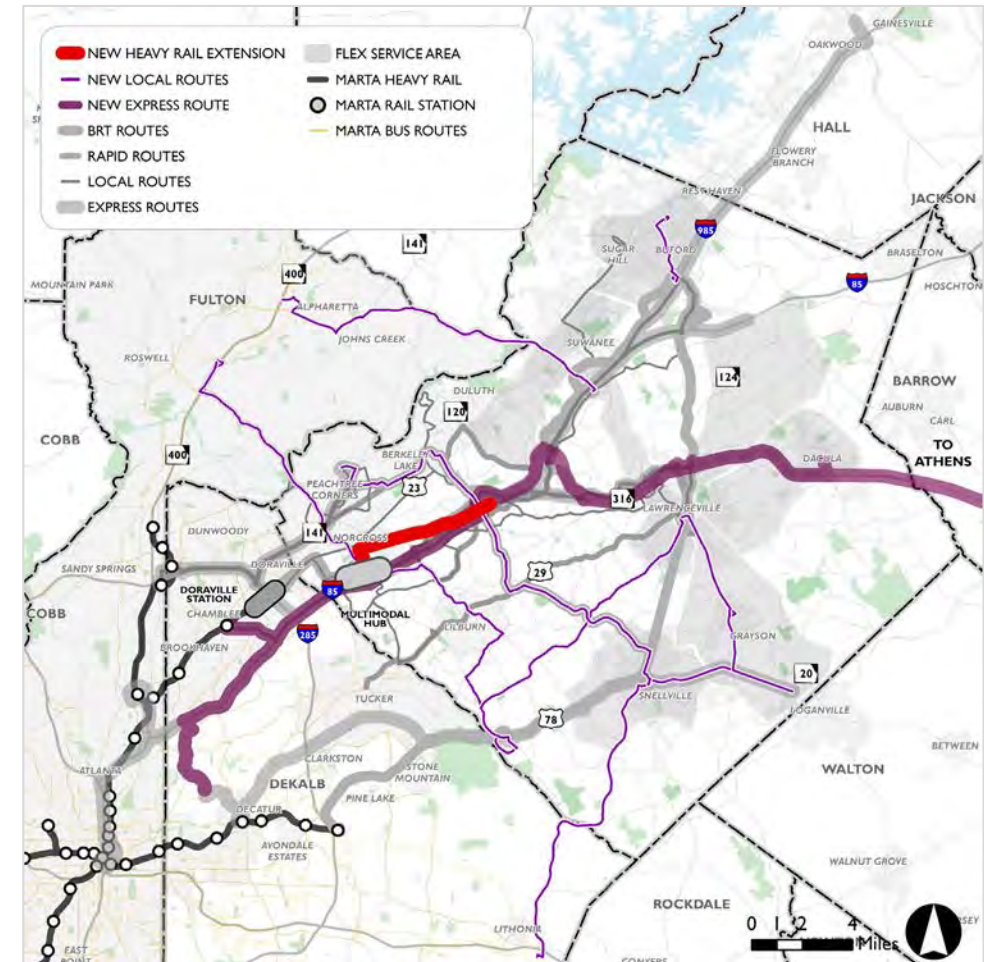 GAINESVILLE
OAKWOOD
NEW HEAVY RAIL EXTENSION
NEW LOCAL ROUTES
NEW EXPRESS ROUTE
BRT ROUTES
RAPID ROUTES
LOCAL ROUTES
EXPRESS ROUTES
FLEX SERVICE AREA
MARTA HEAVY RAIL
MARTA RAIL STATION
MARTA BUS ROUTES
HALL
FLOWERY
BRANCH
REST HAVEN
JACKSON
985
141
SUGAR
HILL
BUFORD
BRASELTON
400
85
HOSCHTON
MOUNTAIN PARK
FULTON
ALPHARETTA
JOHNS CREEK
SUWANEE
ROSWELL
124
DULUTH
BARROW
120
AUBURN
CARL
COBB
TO
ATHENS
400
BERKELEY
LAKE
DACULA
PEACHTREE
CORNERS
23
316
LAWRENCEVILLE
141
DUNWOODY
NORCROSS
SANDY SPRINGS
DORAVILLE
29
DORAVILLE
STATION
85
COBB
CHAMBLEE
MULTIMODAL
HUB
285
LILBURN
GRAYSON
BROOKHAVEN
20
TUCKER
SNELLVILLE
LOGANVILLE
78
BETWEEN
CLARKSTON
STONE
MOUNTAIN
ATLANTA
DEKALB
WALTON
PINE LAKE
DECATUR
AVONDALE
ESTATES
WALNUT GROVE
ROCKDALE
0 1 2 4
Miles
LITHONIA
EAST
POINT
CONYERS